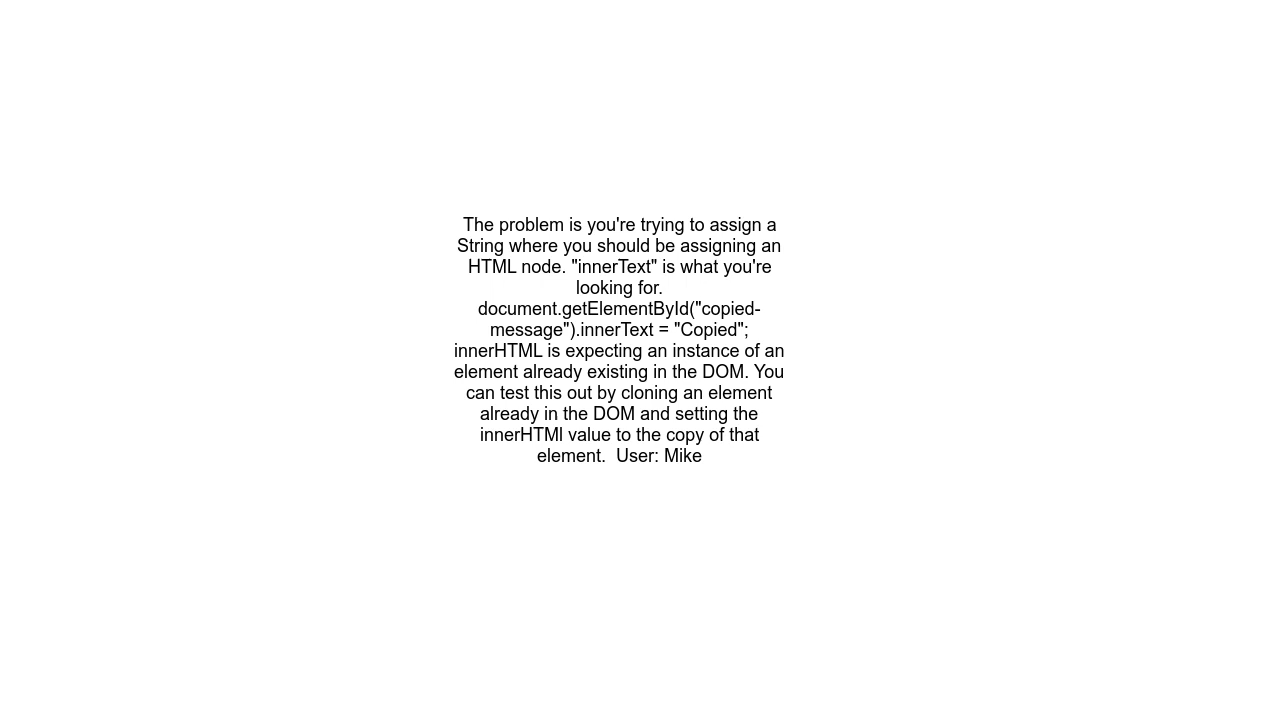 The problem is you're trying to assign a
String where you should be assigning an
HTML node. "innerText" is what you're
looking for.
document.getElementById("copied-
message").innerText = "Copied";
innerHTML is expecting an instance of an
element already existing in the DOM. You
can test this out by cloning an element
already in the DOM and setting the
innerHTMl value to the copy of that
element.  User: Mike